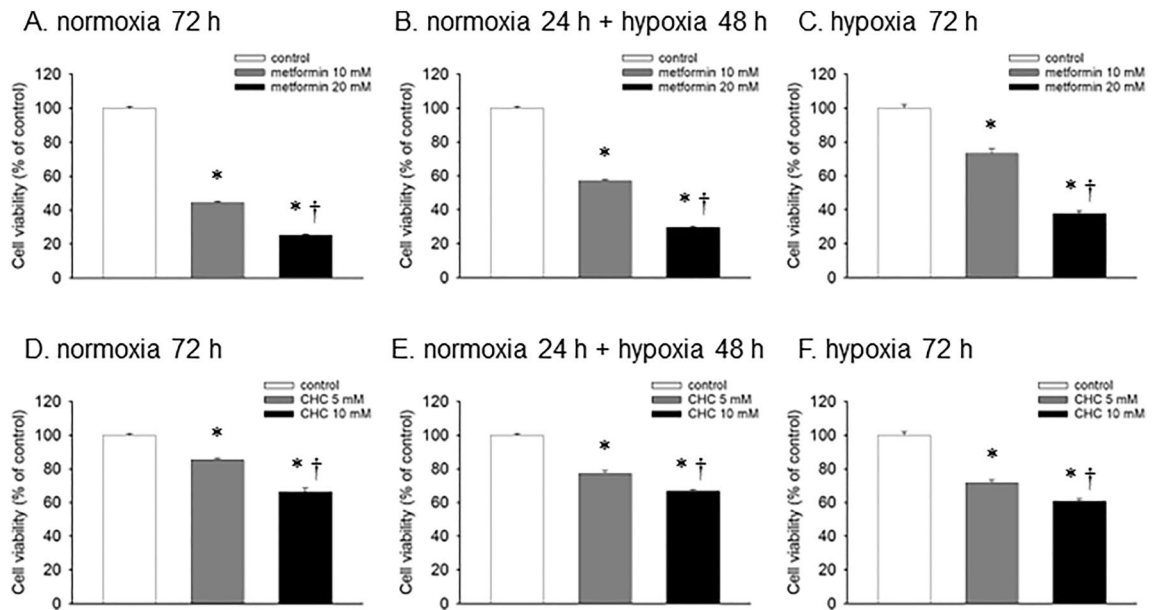 A. normoxia 72 h
control
metformin 10 mM
metformin 20 mM
Cell viability (% of control)
120
100
80
60
40
20
0
*
* †
B. normoxia 24 h + hypoxia 48 h
control
metformin 10 mM
metformin 20 mM
Cell viability (% of control)
120
100
80
60
40
20
0
*
* †
C. hypoxia 72 h
control
metformin 10 mM
metformin 20 mM
Cell viability (% of control)
120
100
80
60
40
20
0
*
* †
D. normoxia 72 h
control
CHC 5 mM
CHC 10 mM
Cell viability (% of control)
120
100
80
60
40
20
0
*
* †
E. normoxia 24 h + hypoxia 48 h
control
CHC 5 mM
CHC 10 mM
Cell viability (% of control)
120
100
80
60
40
20
0
*
* †
F. hypoxia 72 h
control
CHC 5 mM
CHC 10 mM
Cell viability (% of control)
120
100
80
60
40
20
0
*
* †